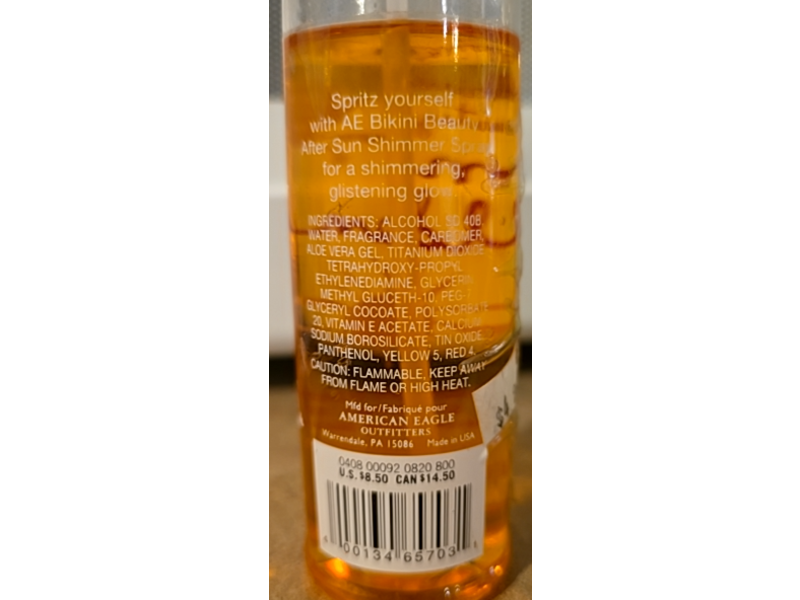 Spritz yourself
with AE Bikini Beauty
After Sun Shimmer Spray
for a shimmering,
glistening glow.
INGREDIENTS: ALCOHOL SD 40B,
WATER, FRAGRANCE, CARBOMER,
ALOE VERA GEL, TITANIUM DIOXIDE,
TETRAHYDROXY-PROPYL
ETHYLENEDIAMINE, GLYCERIN,
METHYL GLUCETH-10, PEG-7
GLYCERYL COCOATE, POLYSORBATE
20, VITAMIN E ACETATE, CALCIUM
SODIUM BOROSILICATE, TIN OXIDE,
PANTHENOL, YELLOW 5, RED 4.
CAUTION: FLAMMABLE, KEEP AWAY
FROM FLAME OR HIGH HEAT.
Mfd for/Fabriqué pour
AMERICAN EAGLE
OUTFITTERS
Warrendale, PA 15086 Made in USA
0408 00092 0820 800
U.S. $8.50 CAN $14.50
4 00134 65703